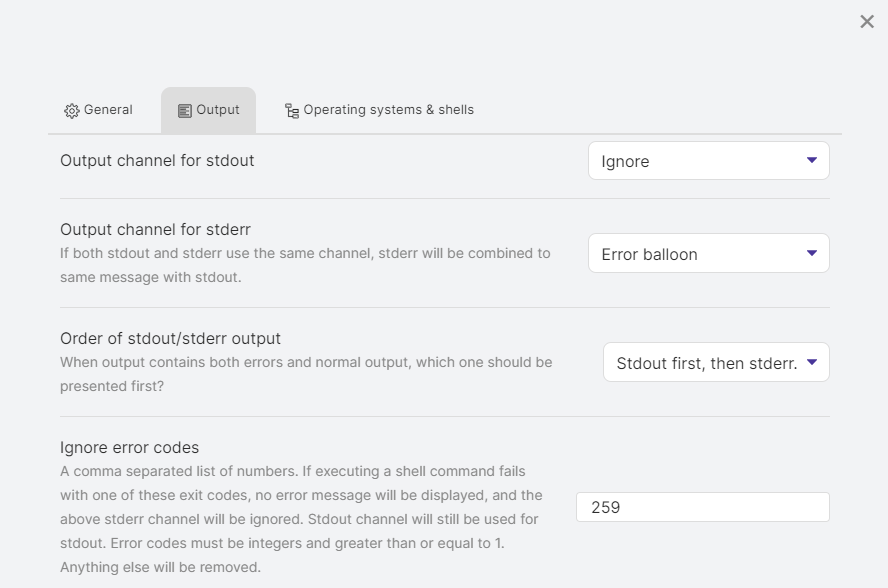 General
Output
Operating systems & shells
Output channel for stdout
Ignore
Output channel for stderr
If both stdout and stderr use the same channel, stderr will be combined to
same message with stdout.
Error balloon
Order of stdout/stderr output
When output contains both errors and normal output, which one should be
presented first?
Stdout first, then stderr.
Ignore error codes
A comma separated list of numbers. If executing a shell command fails
with one of these exit codes, no error message will be displayed, and the
above stderr channel will be ignored. Stdout channel will still be used for
stdout. Error codes must be integers and greater than or equal to 1.
Anything else will be removed.
259